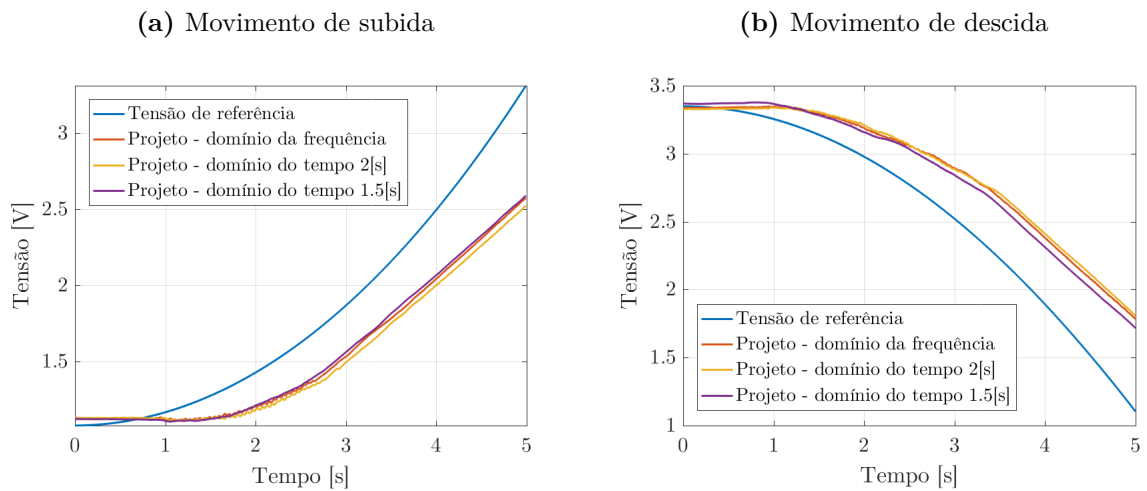 (a) Movimento de subida
Tensão [V]
3
2.5
2
1.5
Tensão de referência
Projeto - domínio da frequência
Projeto - domínio do tempo 2[s]
Projeto - domínio do tempo 1.5[s]
0 1 2 3 4 5
Tempo [s]
(b) Movimento de descida
Tensão [V]
3.5
3
2.5
2
1.5
1
Tensão de referência
Projeto - domínio da frequência
Projeto - domínio do tempo 2[s]
Projeto - domínio do tempo 1.5[s]
0 1 2 3 4 5
Tempo [s]